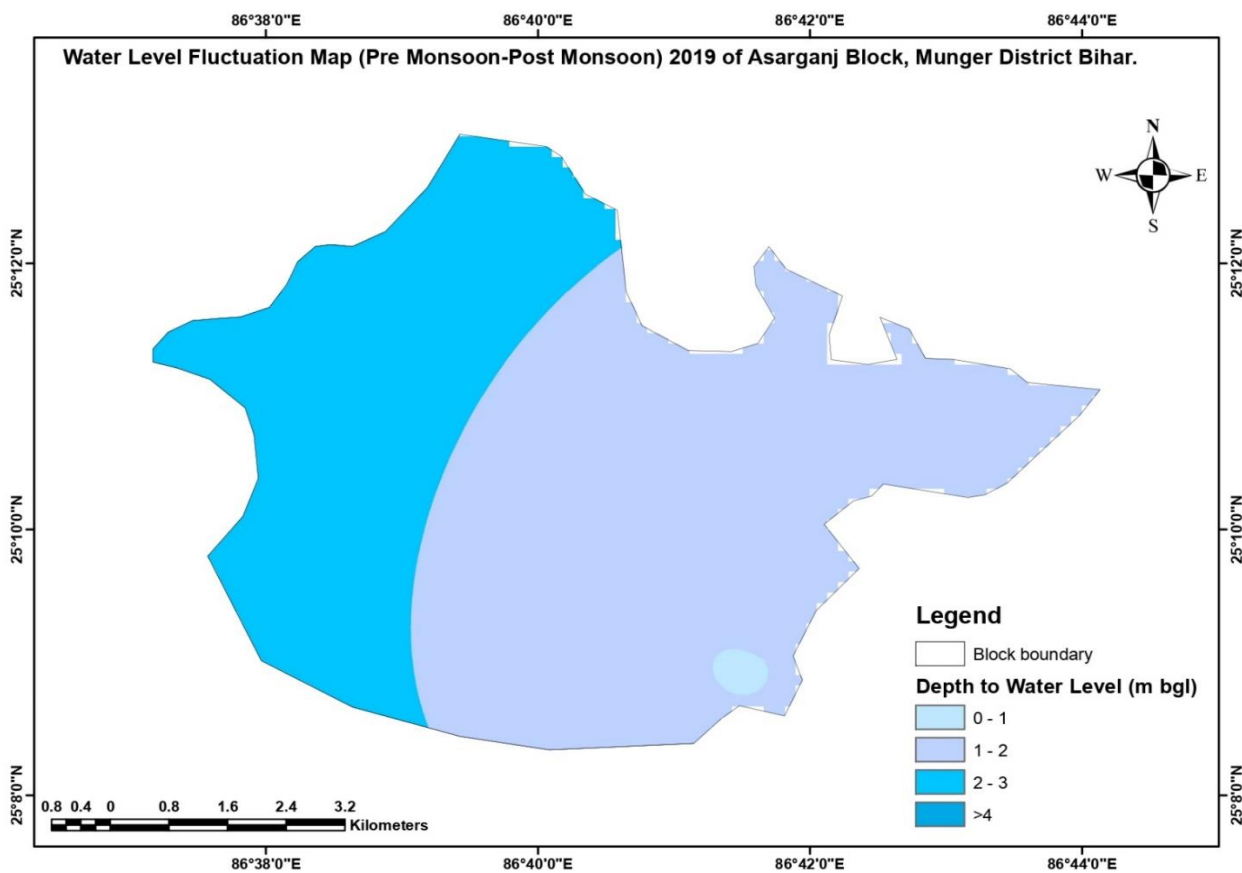 86°38'0"E 86°40'0"E 86°42'0"E 86°44'0"E
Water Level Fluctuation Map (Pre Monsoon-Post Monsoon) 2019 of Asarganj Block, Munger District Bihar.
N
W E
S
25°12'0"N 25°12'0"N
25°10'0"N 25°10'0"N
Legend
Block boundary
Depth to Water Level (m bgl)
0 - 1
1 - 2
2 - 3
>4
25°8'0"N 25°8'0"N
0.8 0.4 0 0.8 1.6 2.4 3.2
Kilometers
86°38'0"E 86°40'0"E 86°42'0"E 86°44'0"E